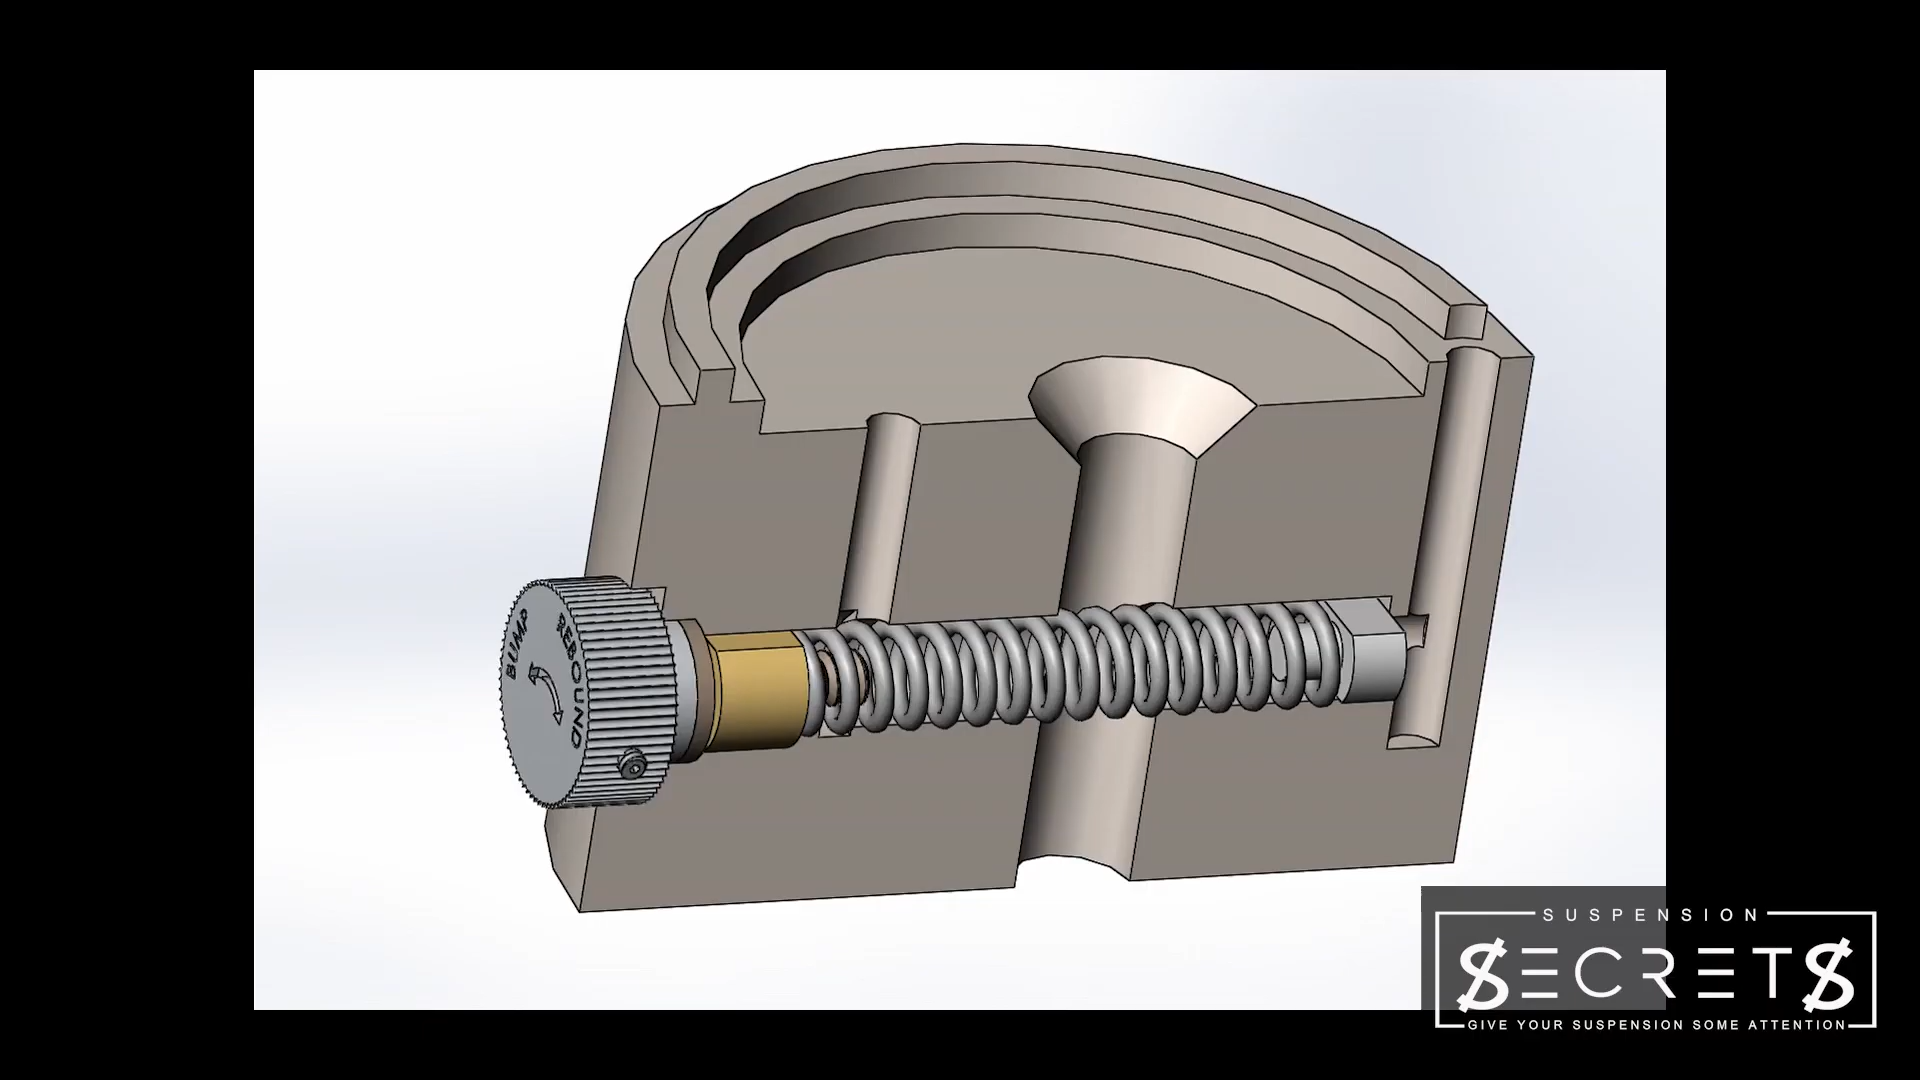 BUMP
REBOUND
SUSPENSION
SECRETS
GIVE YOUR SUSPENSION SOME ATTENTION